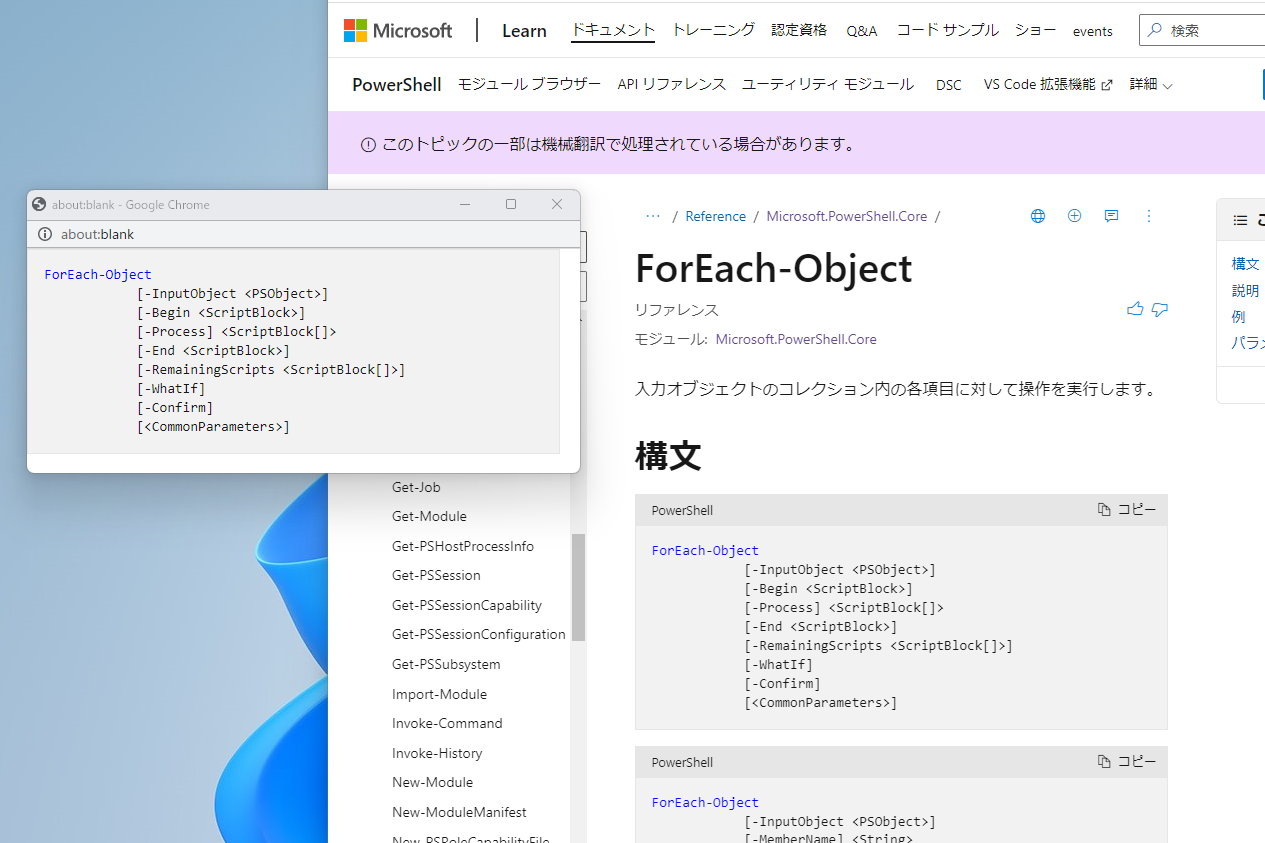 Microsoft
Learn ドキュメント トレーニング 認定資格 Q&A コード サンプル ショー events
検索
PowerShell モジュール ブラウザー API リファレンス ユーティリティ モジュール DSC VS Code 拡張機能 詳細
このトピックの一部は機械翻訳で処理されている場合があります。
about:blank - Google Chrome
about:blank
ForEach-Object
[-InputObject <PSObject>]
[-Begin <ScriptBlock>]
[-Process] <ScriptBlock[]>
[-End <ScriptBlock>]
[-RemainingScripts <ScriptBlock[]>]
[-WhatIf]
[-Confirm]
[<CommonParameters>]
Get-Job
Get-Module
Get-PSHostProcessInfo
Get-PSSession
Get-PSSessionCapability
Get-PSSessionConfiguration
Get-PSSubsystem
Import-Module
Invoke-Command
Invoke-History
New-Module
New-ModuleManifest
New-PSRoleCapabilityFile
… / Reference / Microsoft.PowerShell.Core /
ForEach-Object
リファレンス
モジュール: Microsoft.PowerShell.Core
入力オブジェクトのコレクション内の各項目に対して操作を実行します。
構文
PowerShell コピー
ForEach-Object
[-InputObject <PSObject>]
[-Begin <ScriptBlock>]
[-Process] <ScriptBlock[]>
[-End <ScriptBlock>]
[-RemainingScripts <ScriptBlock[]>]
[-WhatIf]
[-Confirm]
[<CommonParameters>]
PowerShell コピー
ForEach-Object
[-InputObject <PSObject>]
[-MemberName] <String>
構文
説明
例
パラ